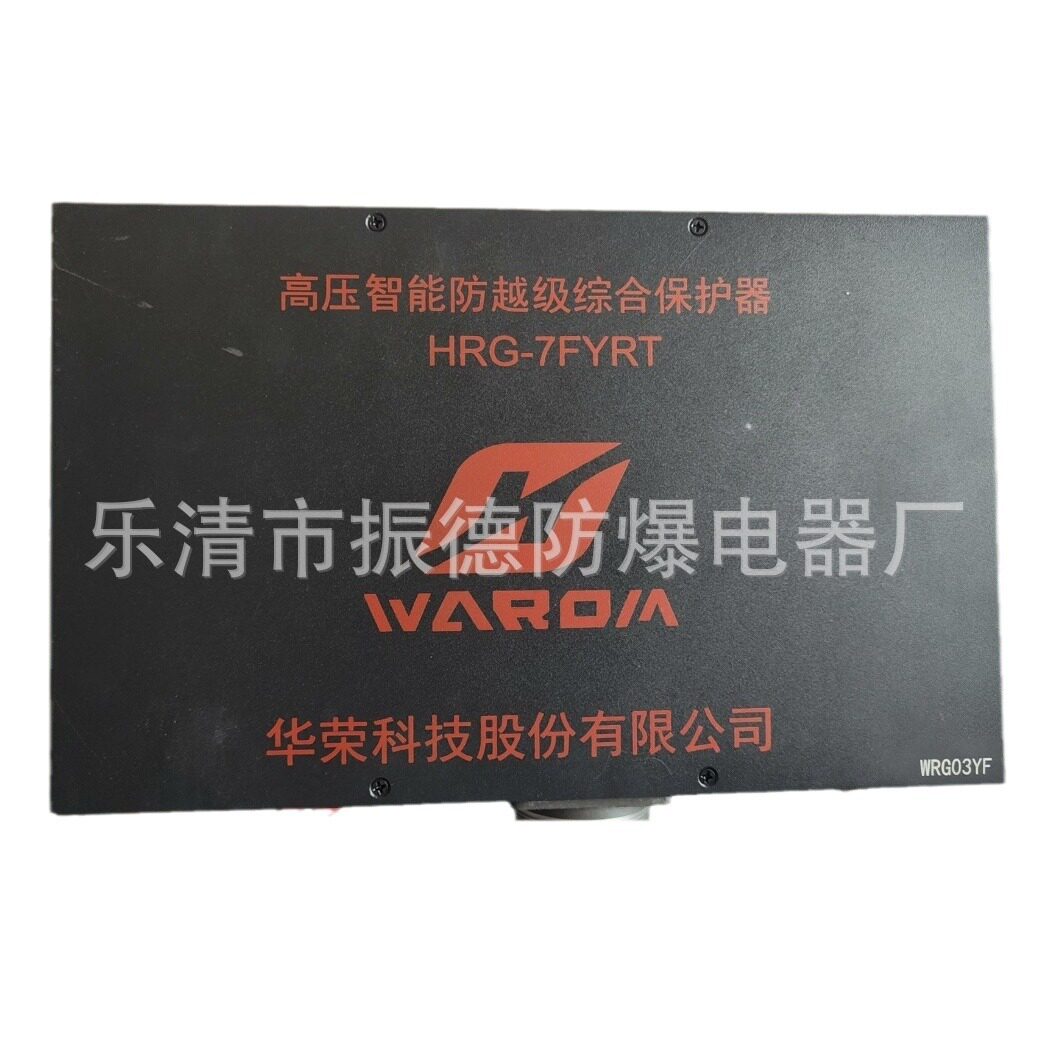 高压智能防越级综合保护器
HRG-7FYRT
乐清市振德防爆电器厂
WAROM
华荣科技股份有限公司
WRG03YF